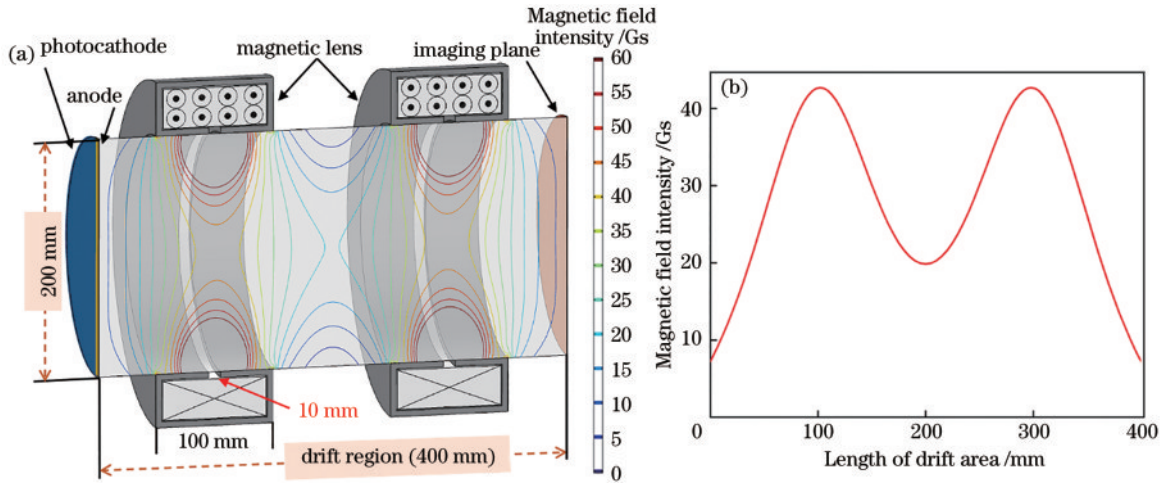 (a)
photocathode
anode
magnetic lens
imaging plane
Magnetic field
intensity /Gs
60
55
50
45
40
35
30
25
20
15
10
5
0
200 mm
10 mm
100 mm
drift region (400 mm)
(b)
Magnetic field intensity /Gs
40
30
20
10
0
100
200
300
400
Length of drift area /mm